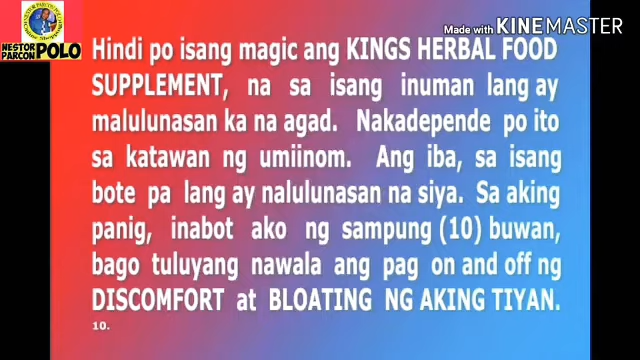 NESTOR PARCON POLO
Made with KINEMASTER
Hindi po isang magic ang KINGS HERBAL FOOD
SUPPLEMENT, na sa isang inuman lang ay
malulunasan ka na agad. Nakadepende po ito
sa katawan ng umiinom. Ang iba, sa isang
bote pa lang ay nalulunasan na siya. Sa aking
panig, inabot ako ng sampung (10) buwan,
bago tuluyang nawala ang pag on and off ng
DISCOMFORT at BLOATING NG AKING TIYAN.
10.